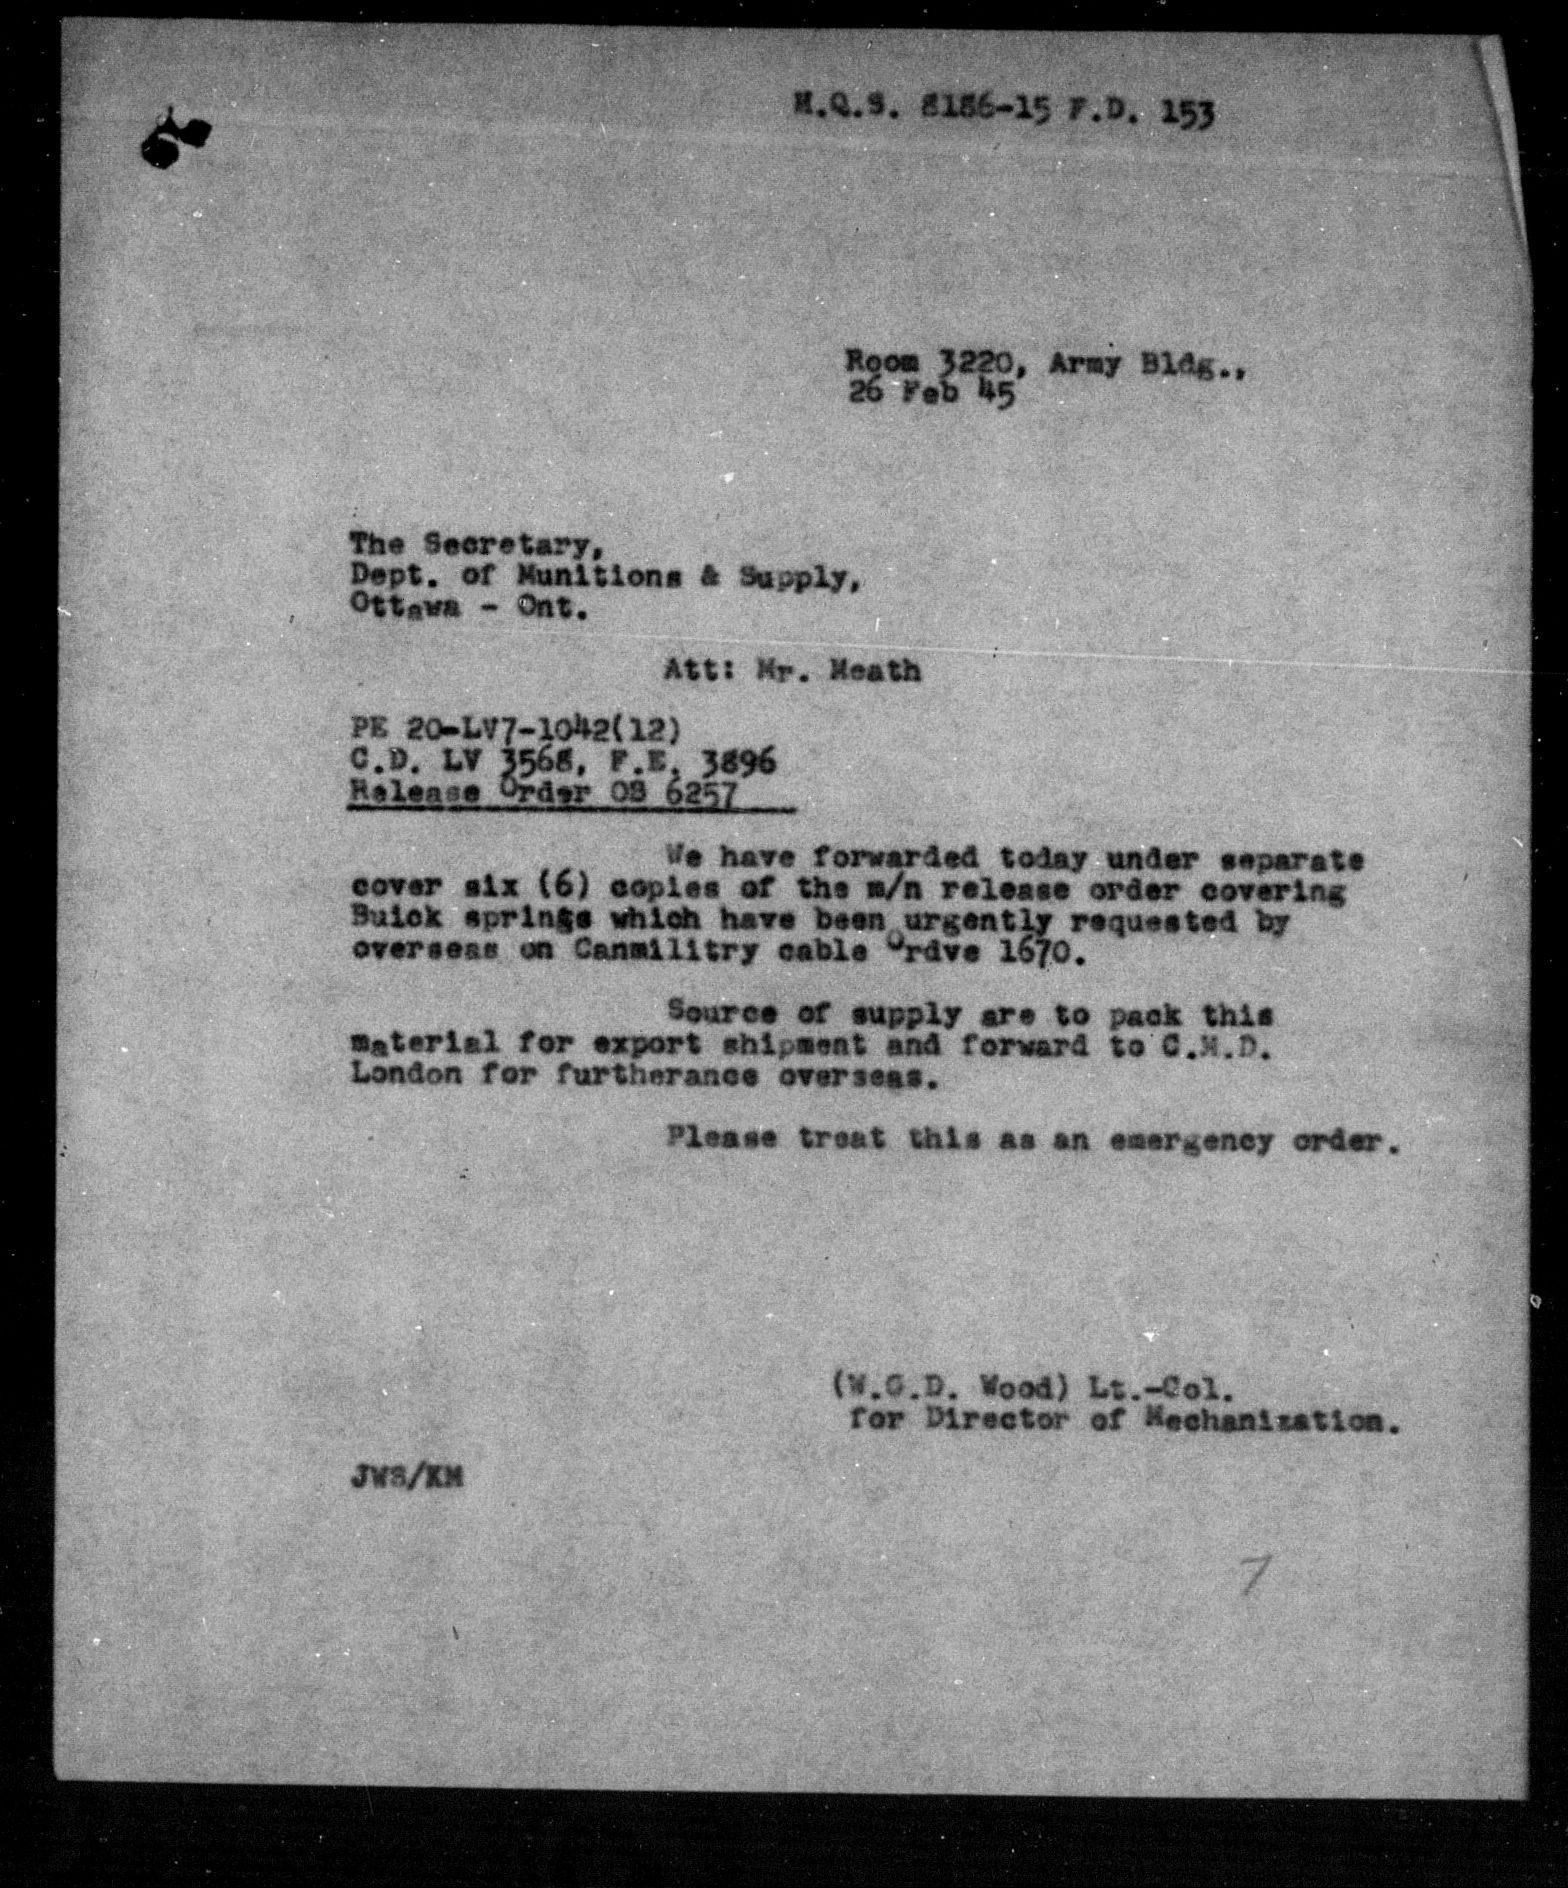 H.Q.S. 8186-15 F.D. 153
Room 3220, Army Bldg.,
26 Feb 45
The Secretary,
Dept. of Munitions & Supply,
Ottawa - Ont.
Att: Mr. Meath
PE 20-LV7-1042(12)
C.D. LV 3568, F.E. 3896
Release Order OS 6257
We have forwarded today under separate
cover six (6) copies of the m/n release order covering
Buick springs which have been urgently requested by
overseas on Canmilitry cable Ordve 1670.
Source of supply are to pack this
material for export shipment and forward to C.M.D.
London for furtherance overseas.
Please treat this as an emergency order.
(W.G.D. Wood) Lt.-Col.
for Director of Mechanization.
JWS/KM
7